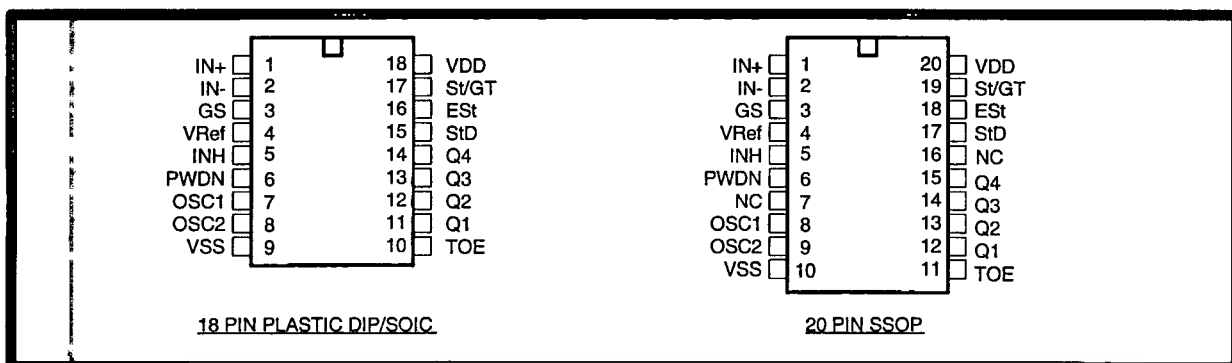 IN+ 1 18 VDD
IN- 2 17 St/GT
GS 3 16 ESt
VRef 4 15 StD
INH 5 14 Q4
PWDN 6 13 Q3
OSC1 7 12 Q2
OSC2 8 11 Q1
VSS 9 10 TOE
18 PIN PLASTIC DIP/SOIC
IN+ 1 20 VDD
IN- 2 19 St/GT
GS 3 18 ESt
VRef 4 17 StD
INH 5 16 NC
PWDN 6 15 Q4
NC 7 14 Q3
OSC1 8 13 Q2
OSC2 9 12 Q1
VSS 10 11 TOE
20 PIN SSOP